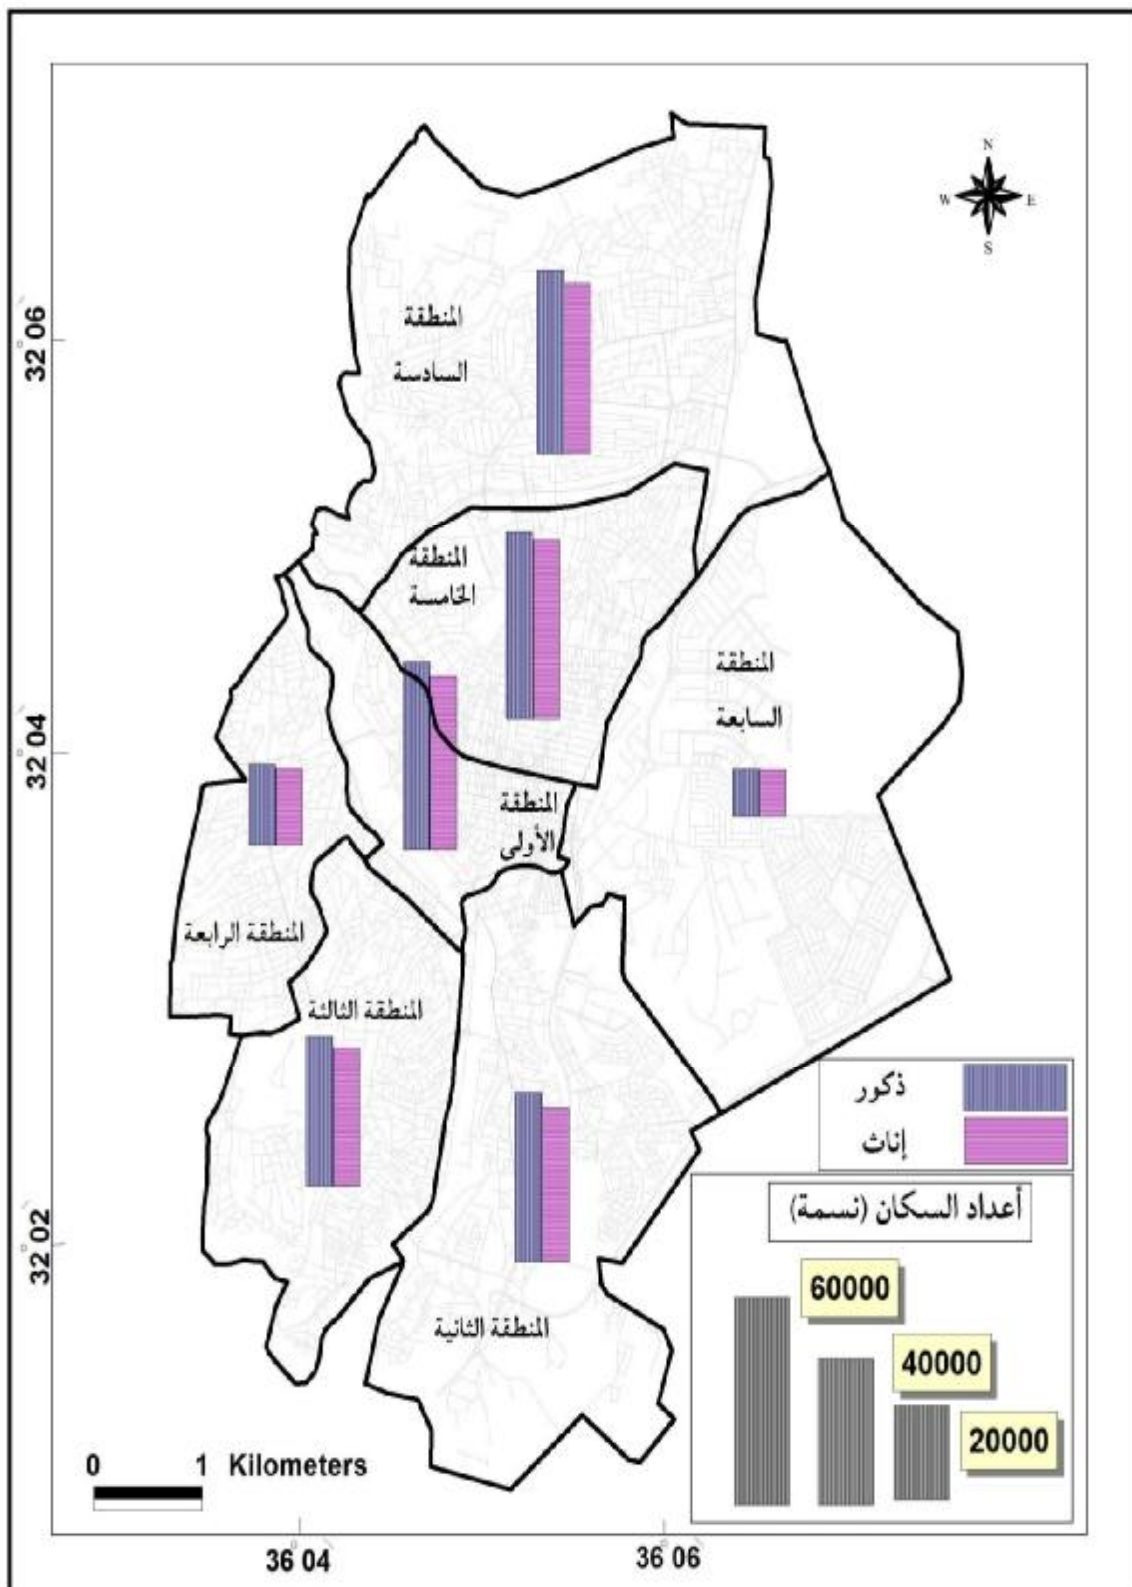 N
W E
S
32 06
المنطقة
السادسة
المنطقة
الخامسة
المنطقة
السابعة
32 04
المنطقة
الأولى
المنطقة الرابعة
المنطقة الثالثة
ذكور
إناث
أعداد السكان (نسمة)
32 02
60000
المنطقة الثانية
40000
20000
0 1 Kilometers
36 04
36 06